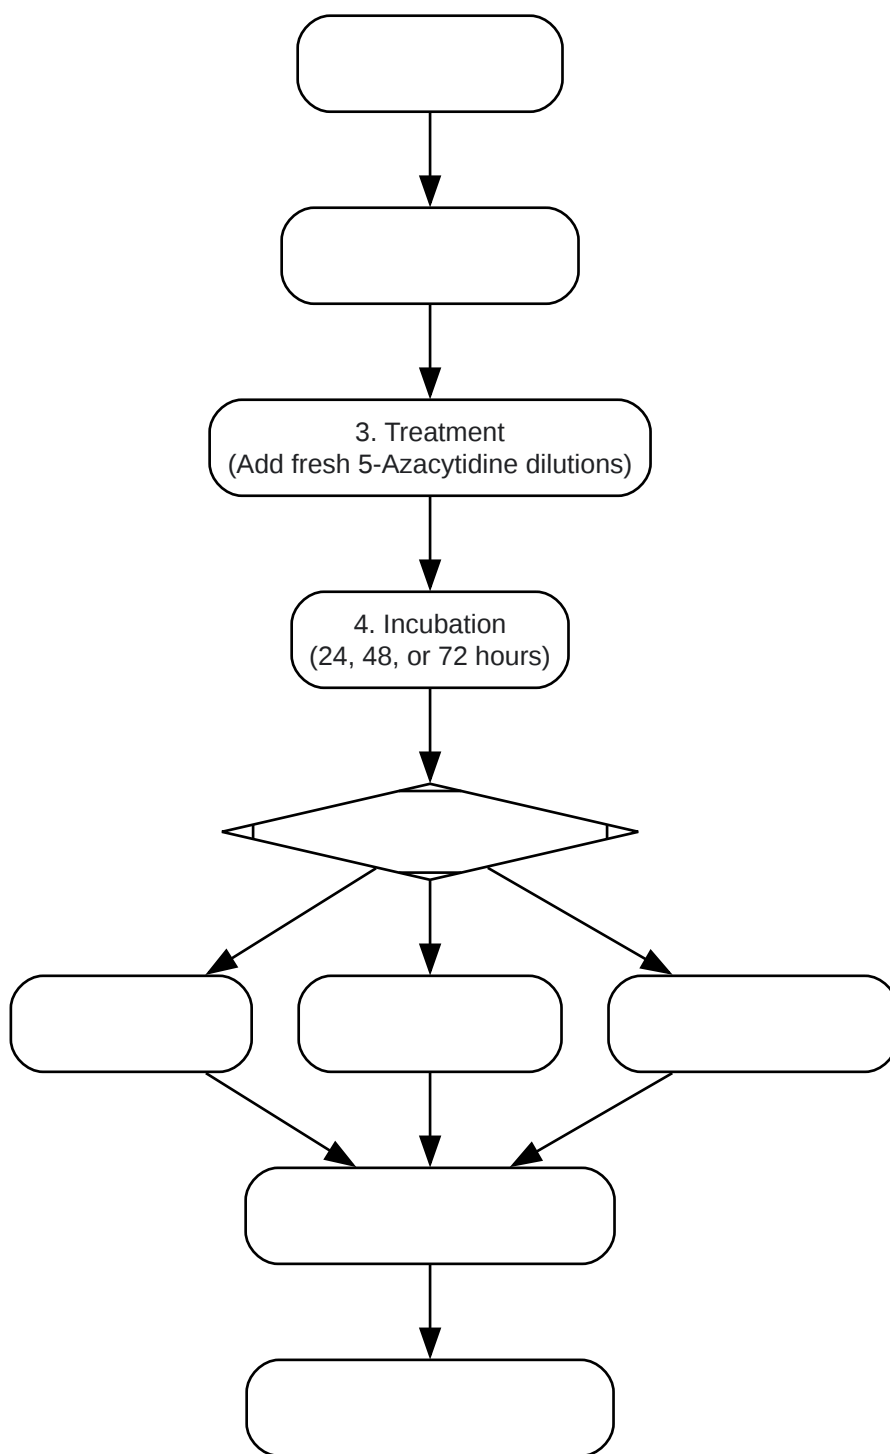 3. Treatment
(Add fresh 5-Azacytidine dilutions)
4. Incubation
(24, 48, or 72 hours)